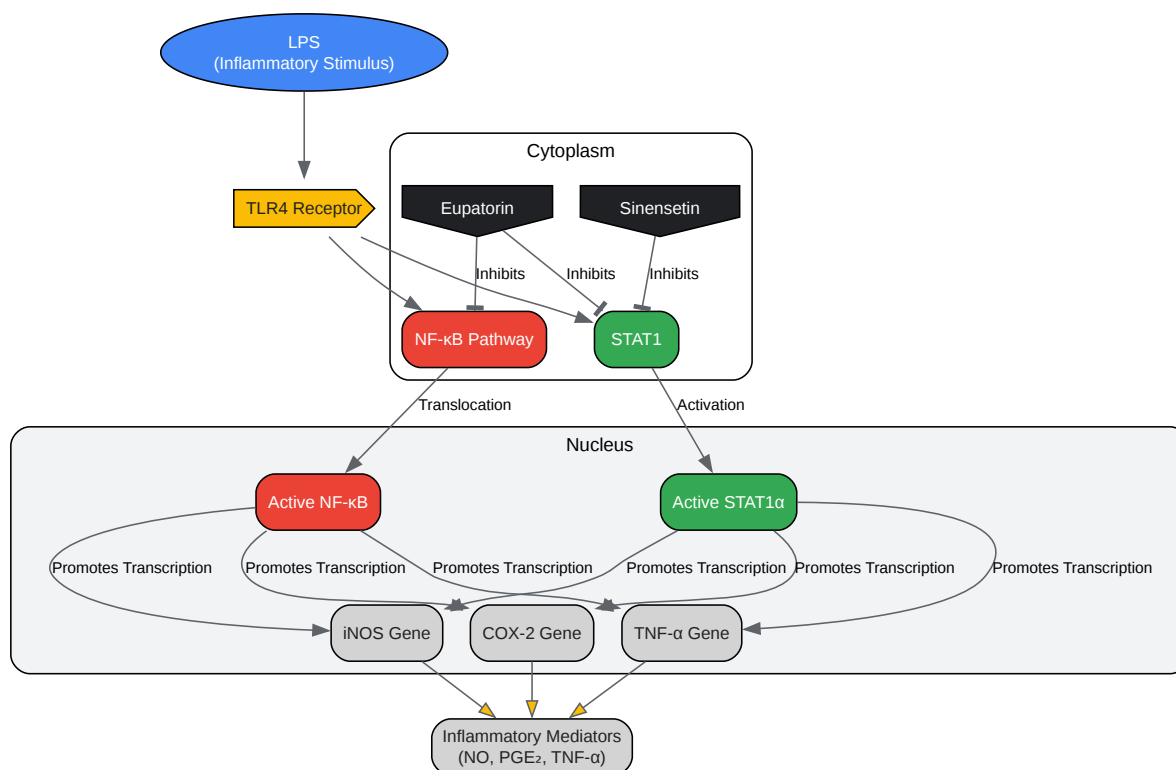 LPS
(Inflammatory Stimulus)
Cytoplasm
TLR4 Receptor
Eupatorin
Sinensetin
Inhibits
Inhibits
Inhibits
NF-κB Pathway
STAT1
Translocation
Activation
Nucleus
Active NF-κB
Active STAT1α
Promotes Transcription
Promotes Transcription
Promotes Transcription
Promotes Transcription
Promotes Transcription
Promotes Transcription
iNOS Gene
COX-2 Gene
TNF-α Gene
Inflammatory Mediators
(NO, PGE₂, TNF-α)